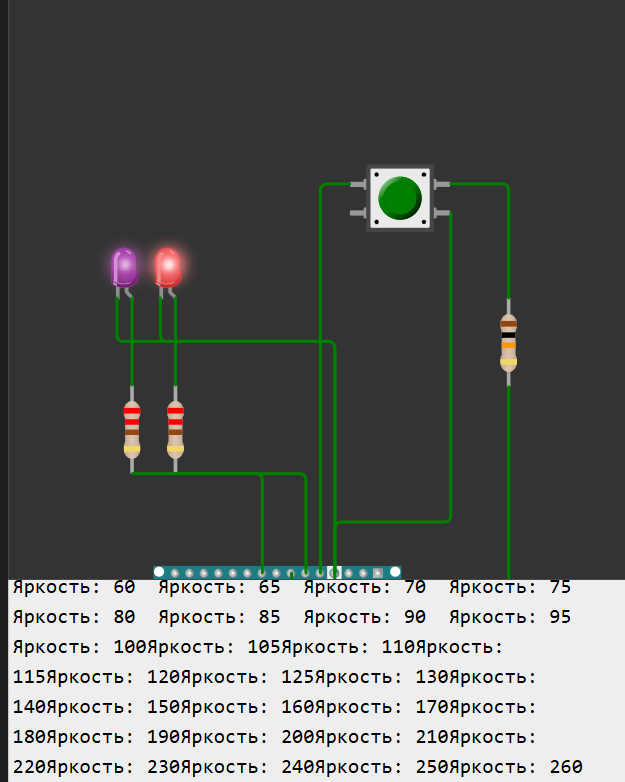 Яркость: 60  Яркость: 65  Яркость: 70  Яркость: 75
Яркость: 80  Яркость: 85  Яркость: 90  Яркость: 95
Яркость: 100Яркость: 105Яркость: 110Яркость:
115Яркость: 120Яркость: 125Яркость: 130Яркость:
140Яркость: 150Яркость: 160Яркость: 170Яркость:
180Яркость: 190Яркость: 200Яркость: 210Яркость:
220Яркость: 230Яркость: 240Яркость: 250Яркость: 260